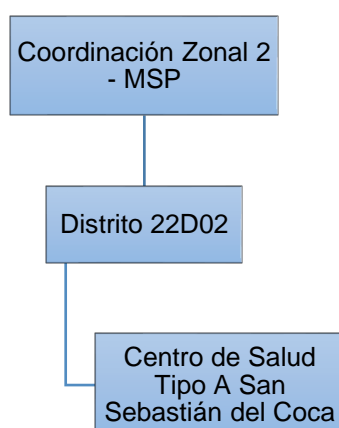 Coordinación Zonal 2
- MSP
Distrito 22D02
Centro de Salud
Tipo A San
Sebastián del Coca